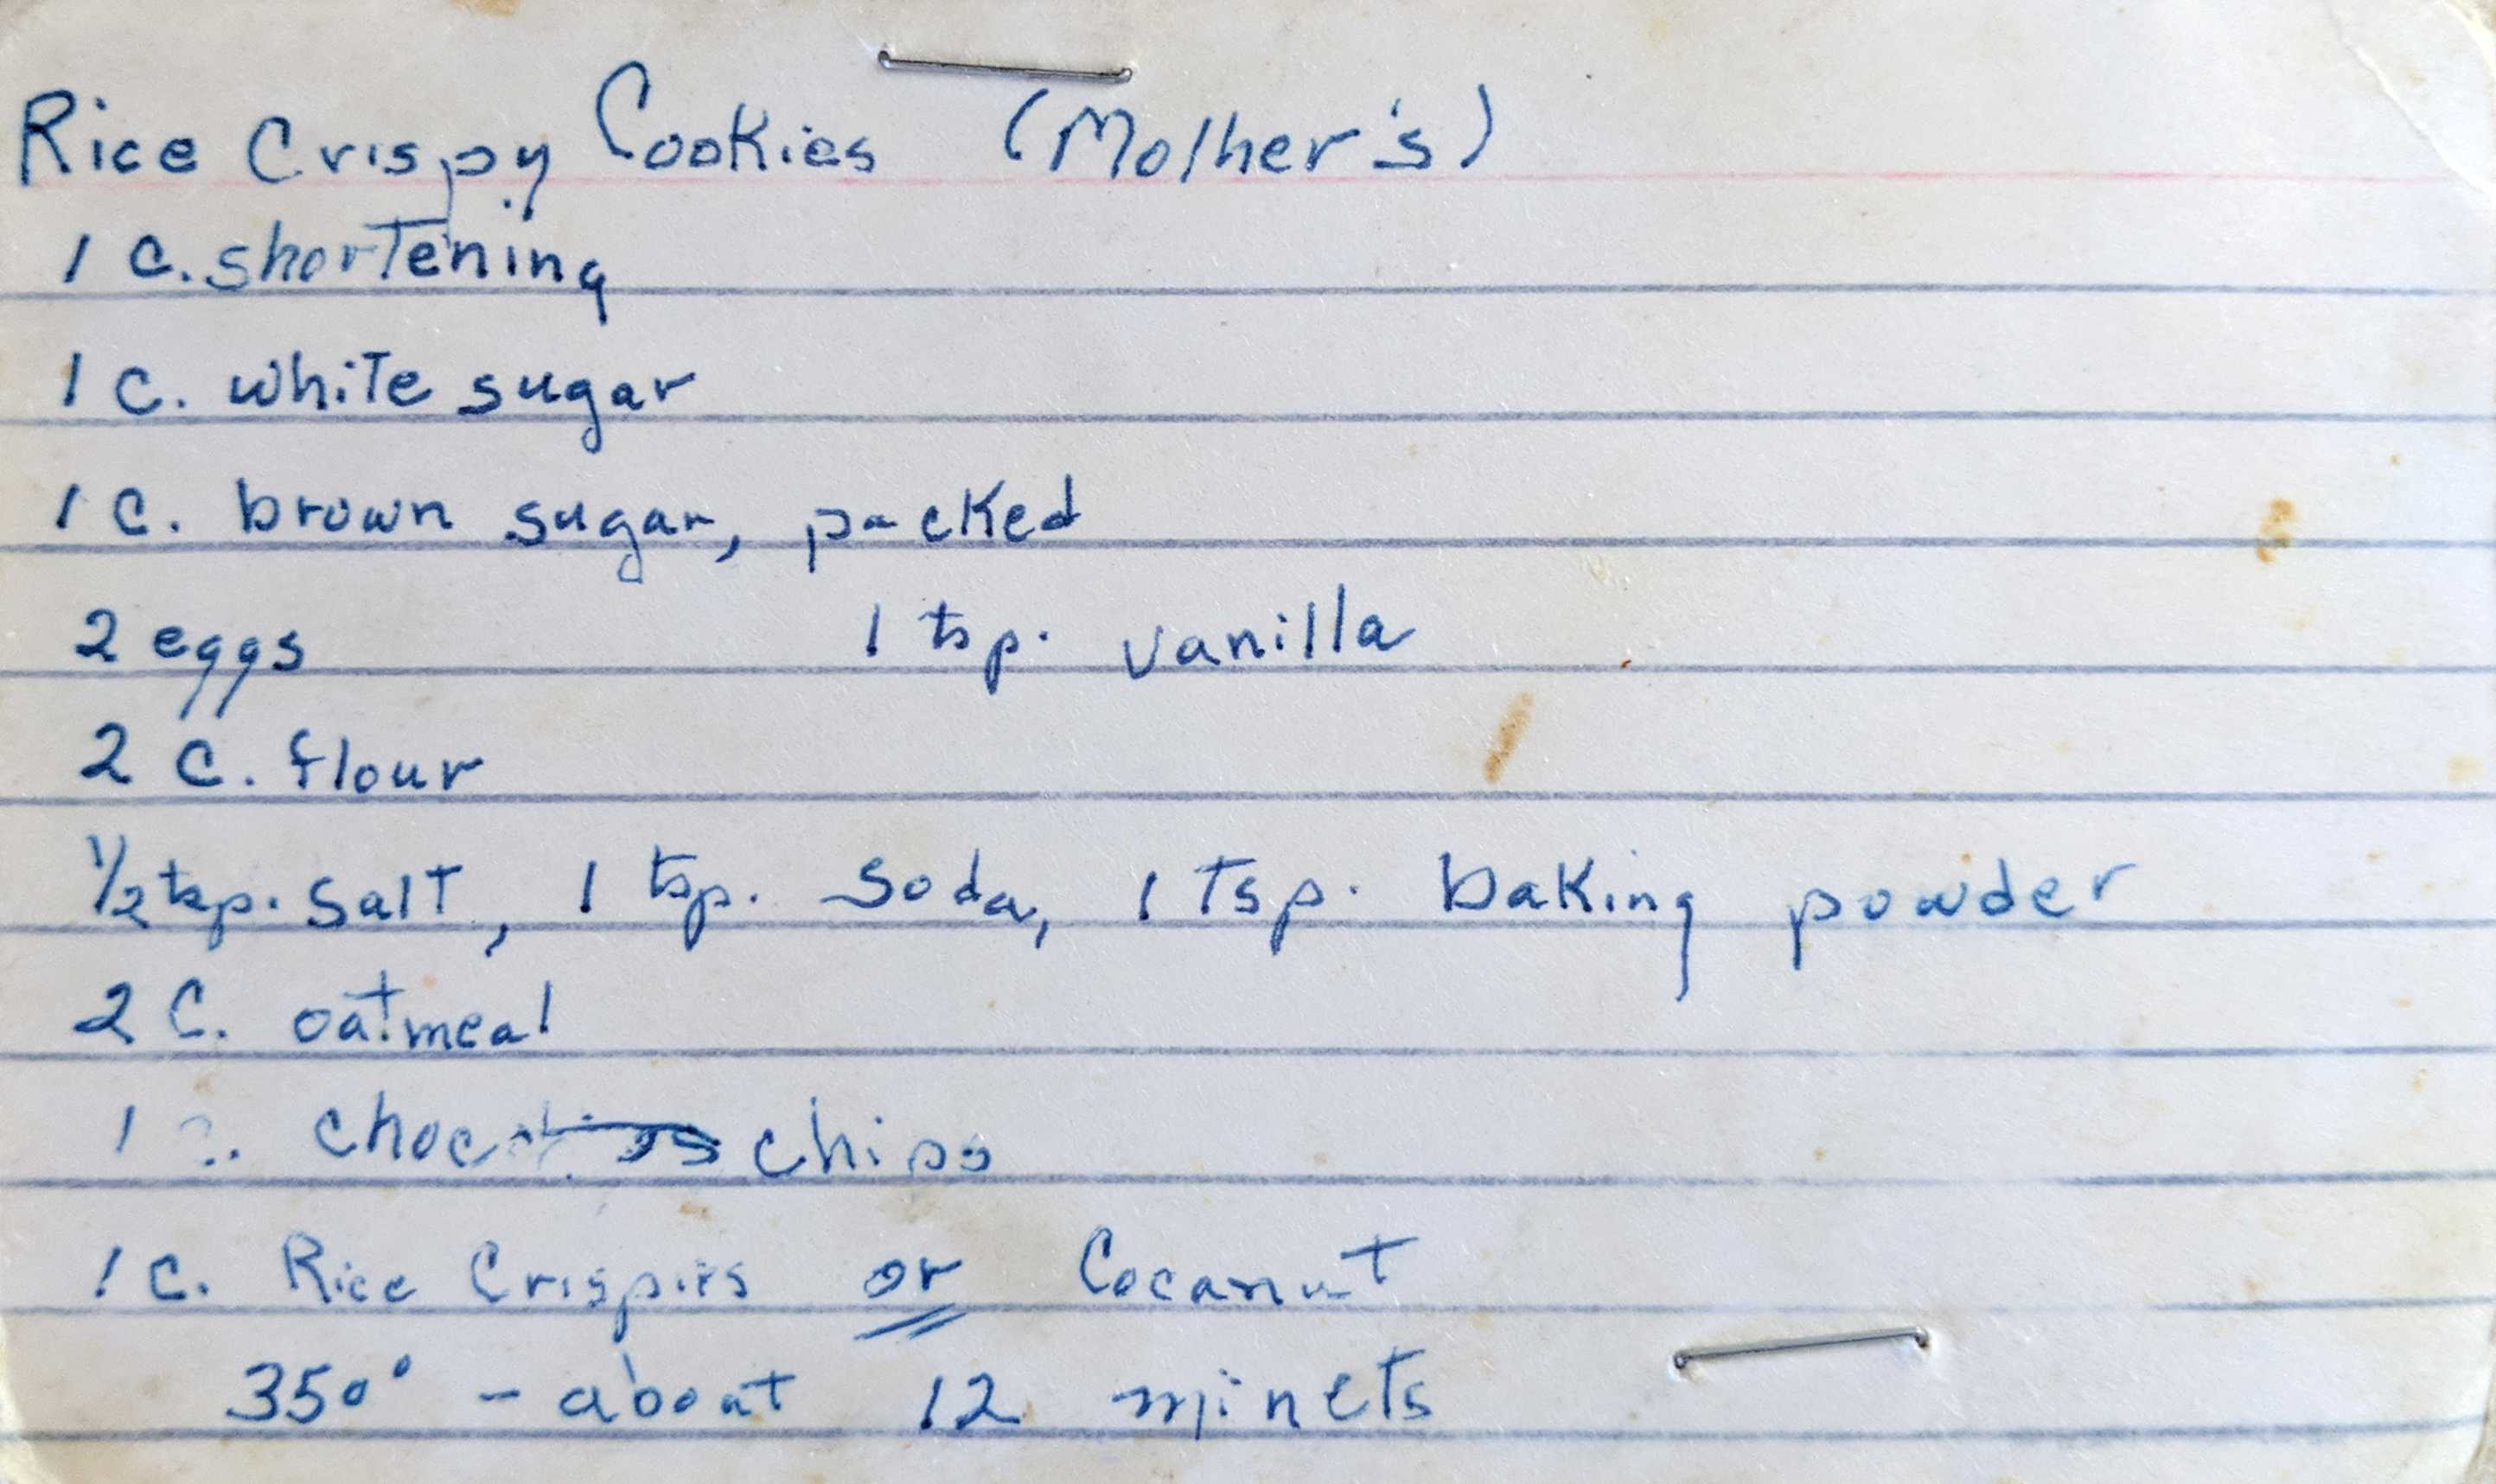 Rice Crispy Cookies (Mother's)
1 C. shortening
1 C. white sugar
1 C. brown sugar, packed
2 eggs 1 tsp. vanilla
2 C. flour
1/2 tsp. salt, 1 tsp. soda, 1 Tsp. baking powder
2 C. oatmeal
1 C. choc chips
1 C. Rice Crispies or Cocanut
350° - about 12 minets